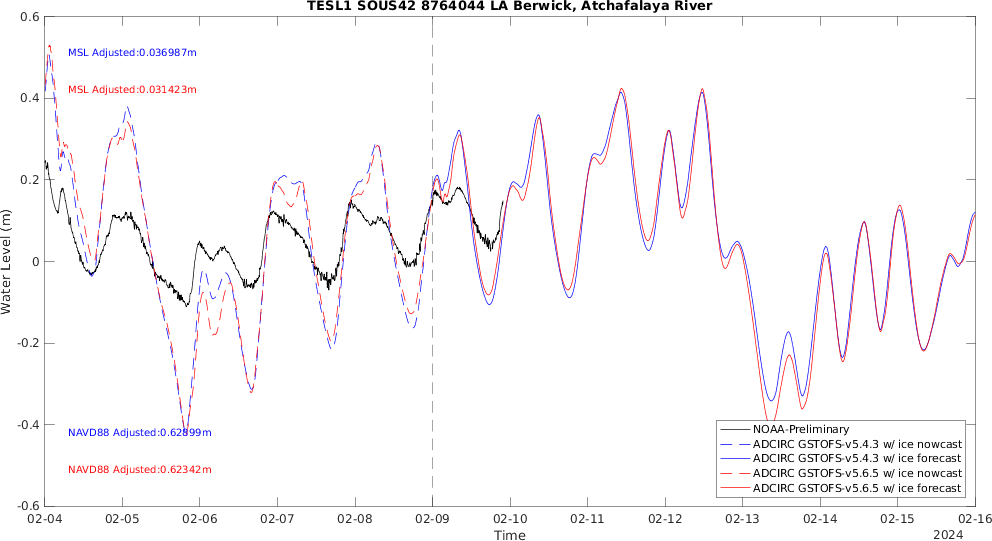 TESL1 SOUS42 8764044 LA Berwick, Atchafalaya River
0.6
0.4
0.2
0
-0.2
-0.4
-0.6
Water Level (m)
MSL Adjusted:0.036987m
MSL Adjusted:0.031423m
NAVD88 Adjusted:0.62899m
NAVD88 Adjusted:0.62342m
NOAA-Preliminary
ADCIRC GSTOFS-v5.4.3 w/ ice nowcast
ADCIRC GSTOFS-v5.4.3 w/ ice forecast
ADCIRC GSTOFS-v5.6.5 w/ ice nowcast
ADCIRC GSTOFS-v5.6.5 w/ ice forecast
02-04 02-05 02-06 02-07 02-08 02-09 02-10 02-11 02-12 02-13 02-14 02-15 02-16
Time
2024